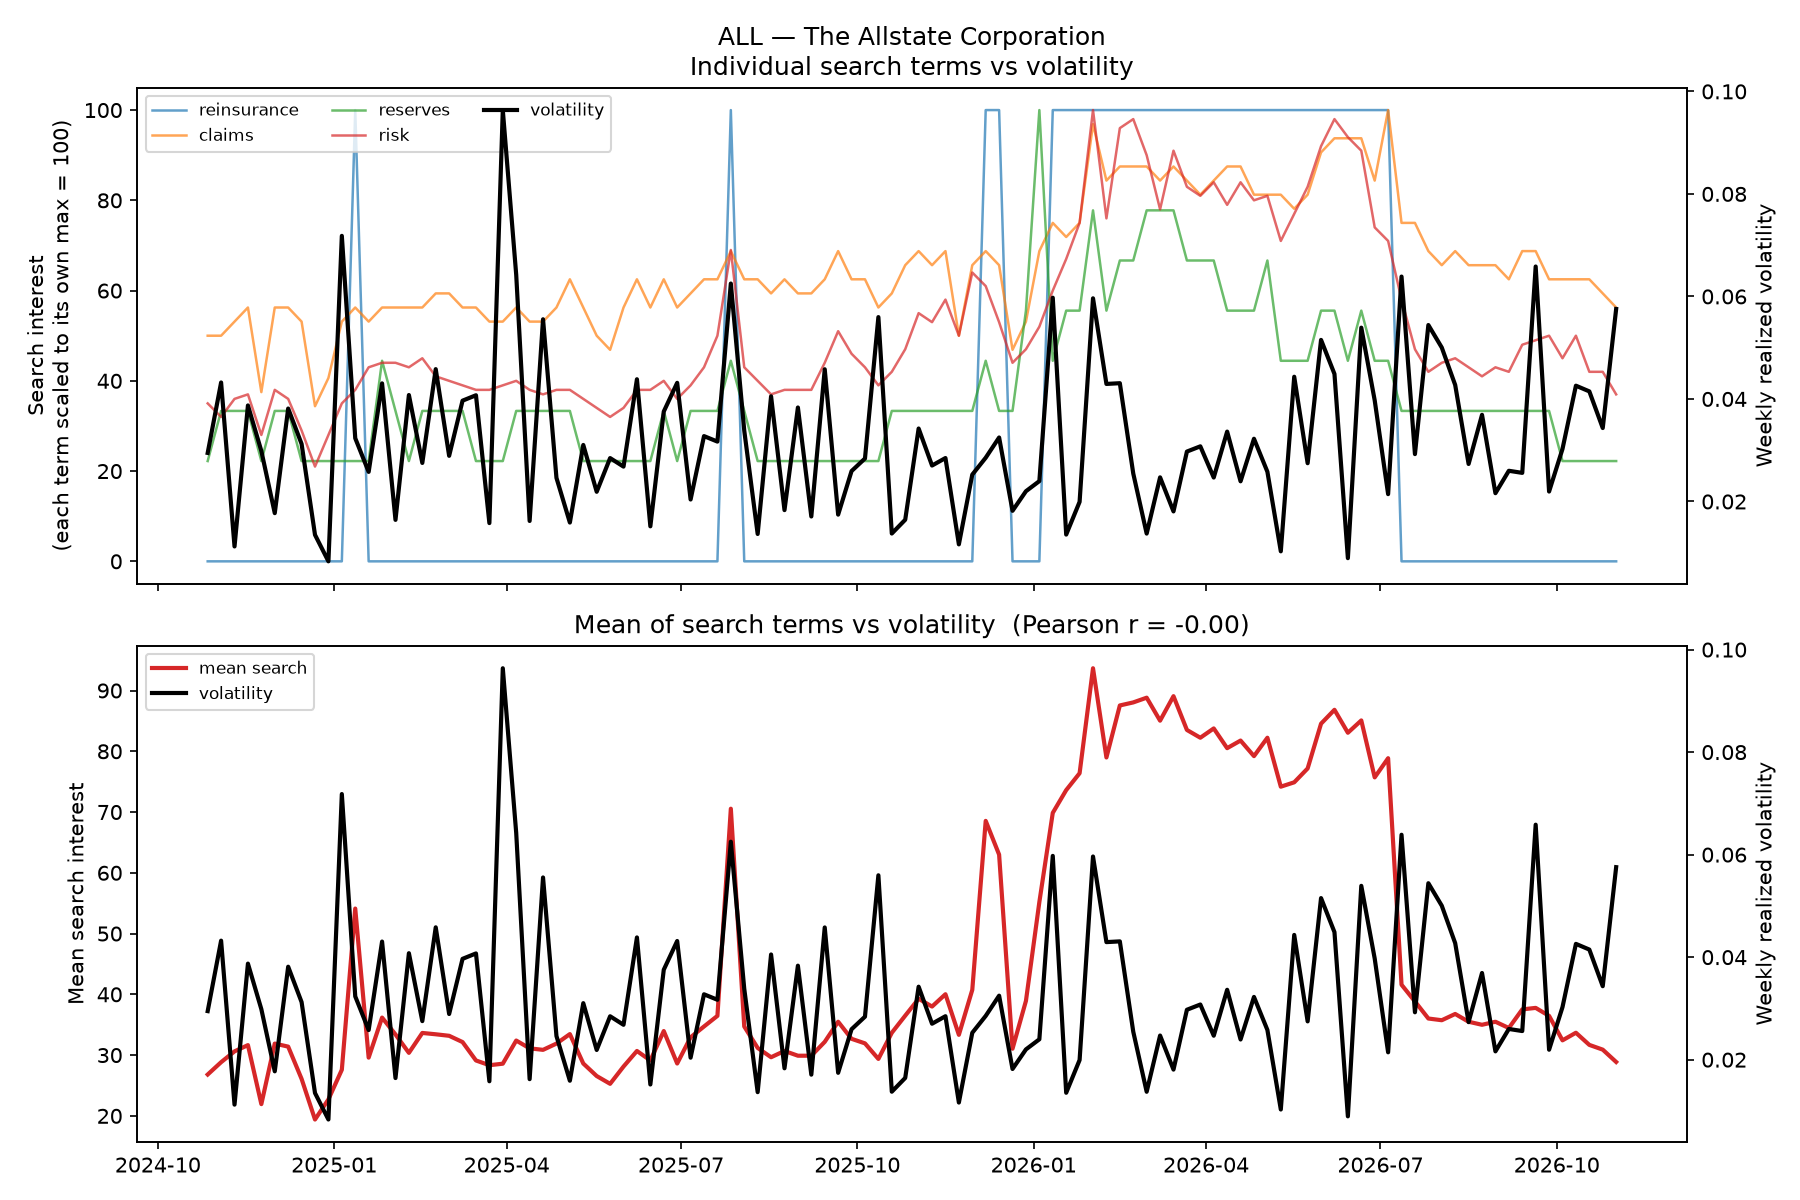 ALL — The Allstate Corporation
Individual search terms vs volatility
reinsurance
claims
reserves
risk
volatility
Search interest
(each term scaled to its own max = 100)
100
80
60
40
20
0
Weekly realized volatility
0.10
0.08
0.06
0.04
0.02
Mean of search terms vs volatility  (Pearson r = -0.00)
mean search
volatility
Mean search interest
90
80
70
60
50
40
30
20
Weekly realized volatility
0.10
0.08
0.06
0.04
0.02
2024-10
2025-01
2025-04
2025-07
2025-10
2026-01
2026-04
2026-07
2026-10